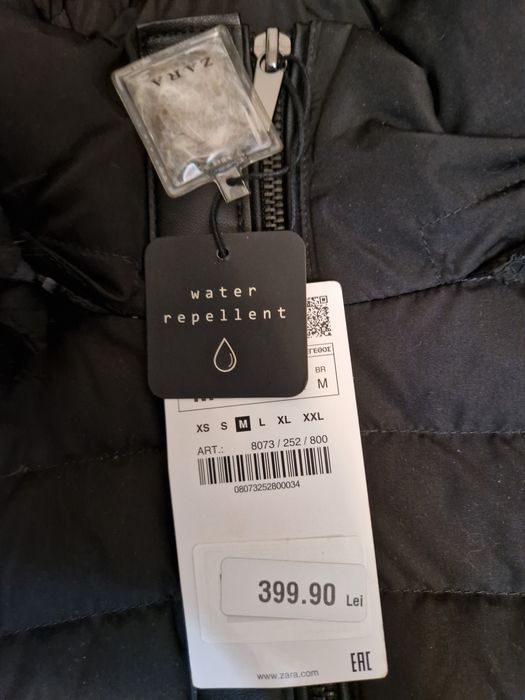 ZARA
water
repellent
ΓΕΘΟΣ
BR
M
XS S M L XL XXL
ART.: 8073 / 252 / 800
08073252800034
399.90 Lei
www.zara.com
EAC